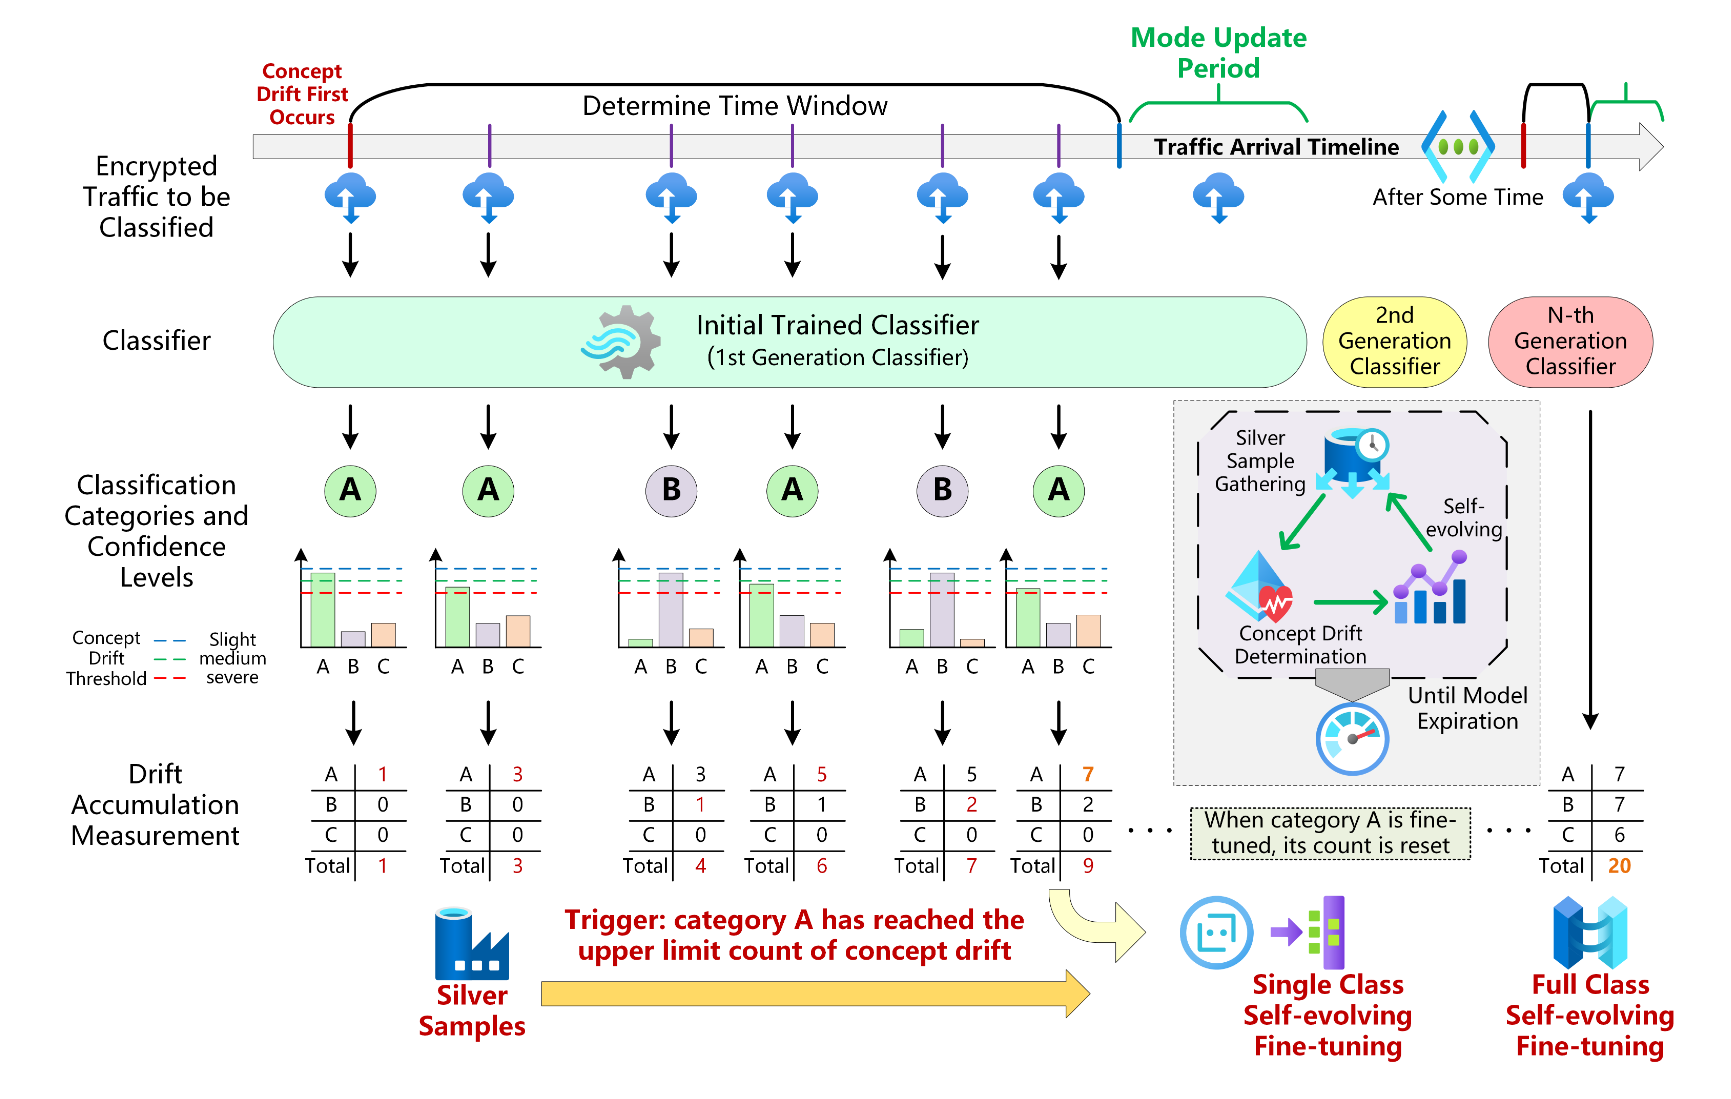 Mode Update
Period
Concept
Drift First
Occurs
Determine Time Window
Traffic Arrival Timeline
After Some Time
Encrypted
Traffic to be
Classified
Classifier
Initial Trained Classifier
(1st Generation Classifier)
2nd
Generation
Classifier
N-th
Generation
Classifier
Classification
Categories and
Confidence
Levels
A
A
B
A
B
A
Concept
Drift
Threshold
Slight
medium
severe
A B C
A B C
A B C
A B C
A B C
A B C
Silver
Sample
Gathering
Self-
evolving
Concept Drift
Determination
Until Model
Expiration
Drift
Accumulation
Measurement
A 1
B 0
C 0
Total 1
A 3
B 0
C 0
Total 3
A 3
B 1
C 0
Total 4
A 5
B 1
C 0
Total 6
A 5
B 2
C 0
Total 7
A 7
B 2
C 0
Total 9
When category A is fine-
tuned, its count is reset
A 7
B 7
C 6
Total 20
Silver
Samples
Trigger: category A has reached the
upper limit count of concept drift
Single Class
Self-evolving
Fine-tuning
Full Class
Self-evolving
Fine-tuning